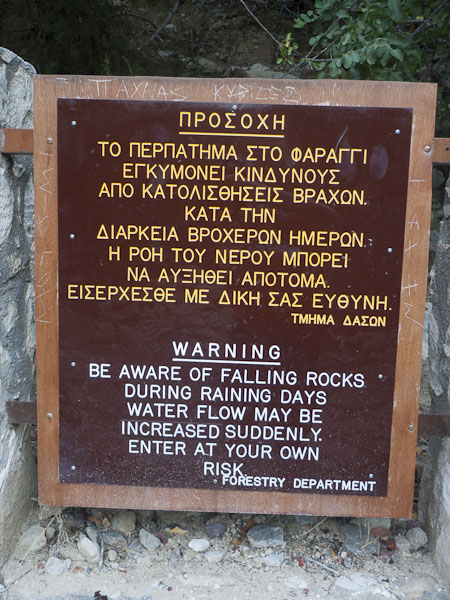 ΠΑΧΝΑΣ
ΠΡΟΣΟΧΗ
ΤΟ ΠΕΡΠΑΤΗΜΑ ΣΤΟ ΦΑΡΑΓΓΙ
ΕΓΚΥΜΟΝΕΙ ΚΙΝΔΥΝΟΥΣ
ΑΠΟ ΚΑΤΟΛΙΣΘΗΣΕΙΣ ΒΡΑΧΩΝ.
ΚΑΤΑ ΤΗΝ
ΔΙΑΡΚΕΙΑ ΒΡΟΧΕΡΩΝ ΗΜΕΡΩΝ
Η ΡΟΗ ΤΟΥ ΝΕΡΟΥ ΜΠΟΡΕΙ
ΝΑ ΑΥΞΗΘΕΙ ΑΠΟΤΟΜΑ.
ΕΙΣΕΡΧΕΣΘΕ ΜΕ ΔΙΚΗ ΣΑΣ ΕΥΘΥΝΗ.
ΤΜΗΜΑ ΔΑΣΩΝ
WARNING
BE AWARE OF FALLING ROCKS
DURING RAINING DAYS
WATER FLOW MAY BE
INCREASED SUDDENLY.
ENTER AT YOUR OWN
RISK.
FORESTRY DEPARTMENT